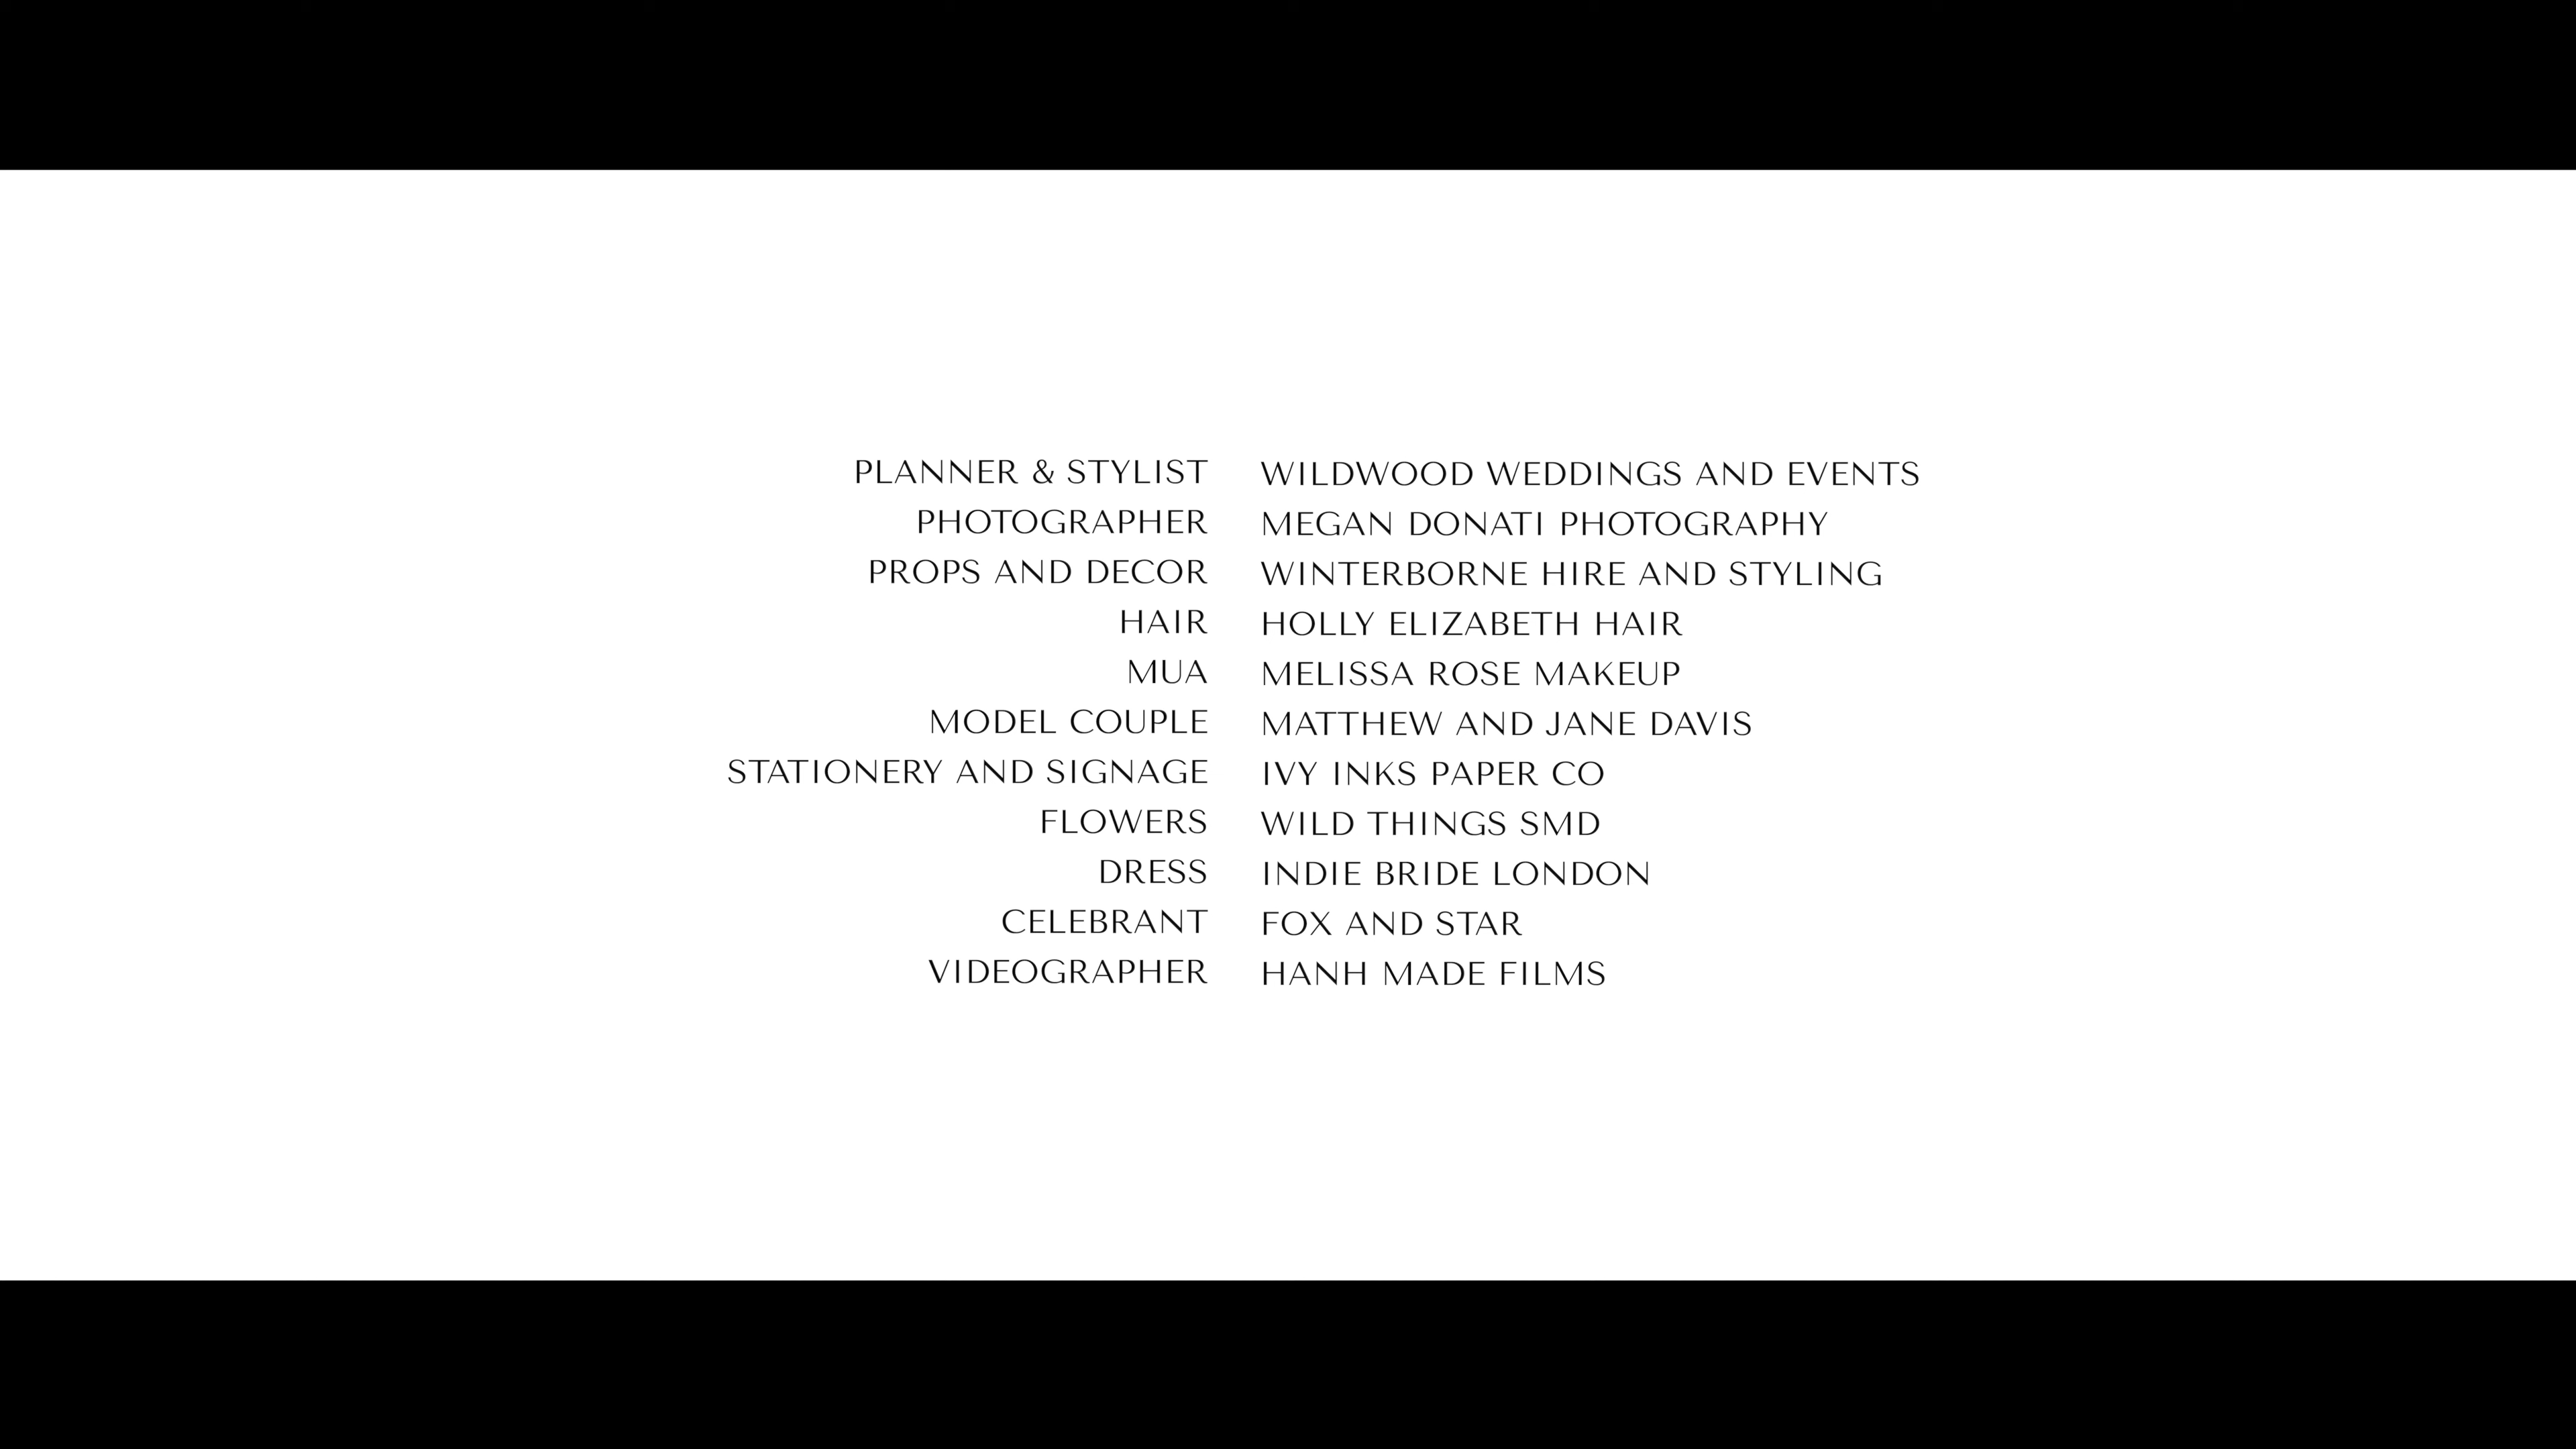 PLANNER & STYLIST WILDWOOD WEDDINGS AND EVENTS
PHOTOGRAPHER MEGAN DONATI PHOTOGRAPHY
PROPS AND DECOR WINTERBORNE HIRE AND STYLING
HAIR HOLLY ELIZABETH HAIR
MUA MELISSA ROSE MAKEUP
MODEL COUPLE MATTHEW AND JANE DAVIS
STATIONERY AND SIGNAGE IVY INKS PAPER CO
FLOWERS WILD THINGS SMD
DRESS INDIE BRIDE LONDON
CELEBRANT FOX AND STAR
VIDEOGRAPHER HANH MADE FILMS